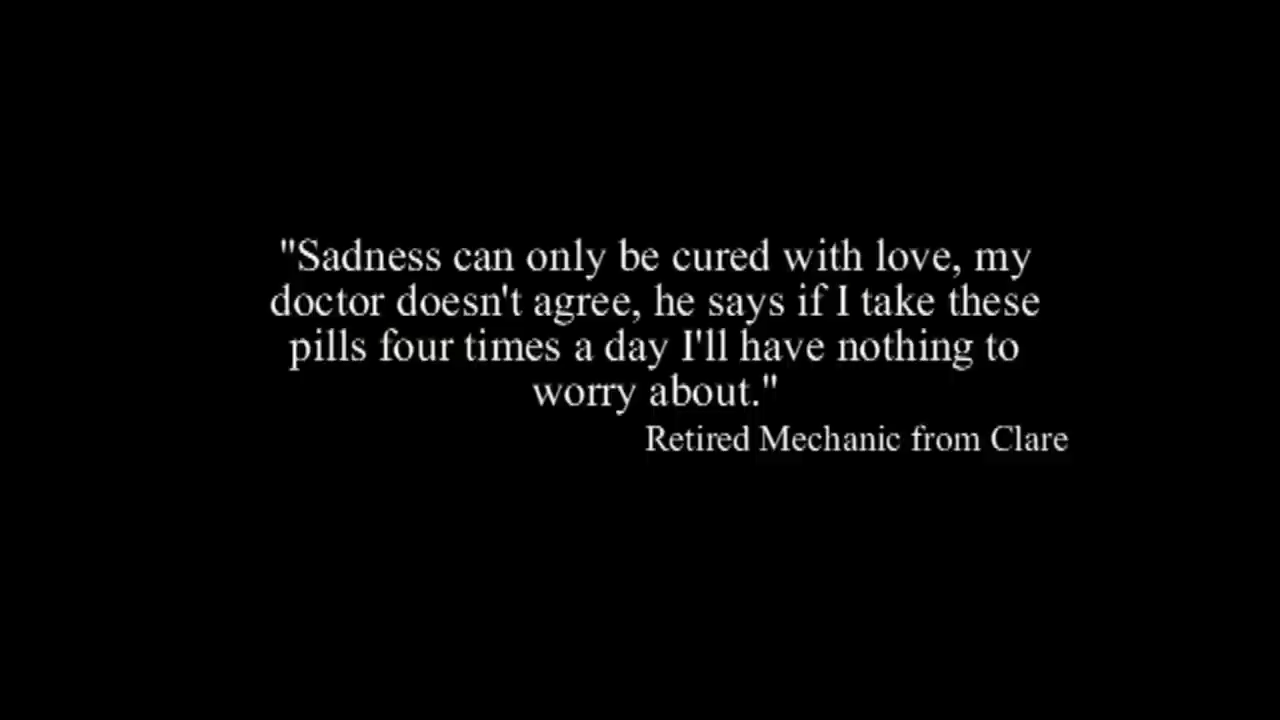 "Sadness can only be cured with love, my
doctor doesn't agree, he says if I take these
pills four times a day I'll have nothing to
worry about."
Retired Mechanic from Clare